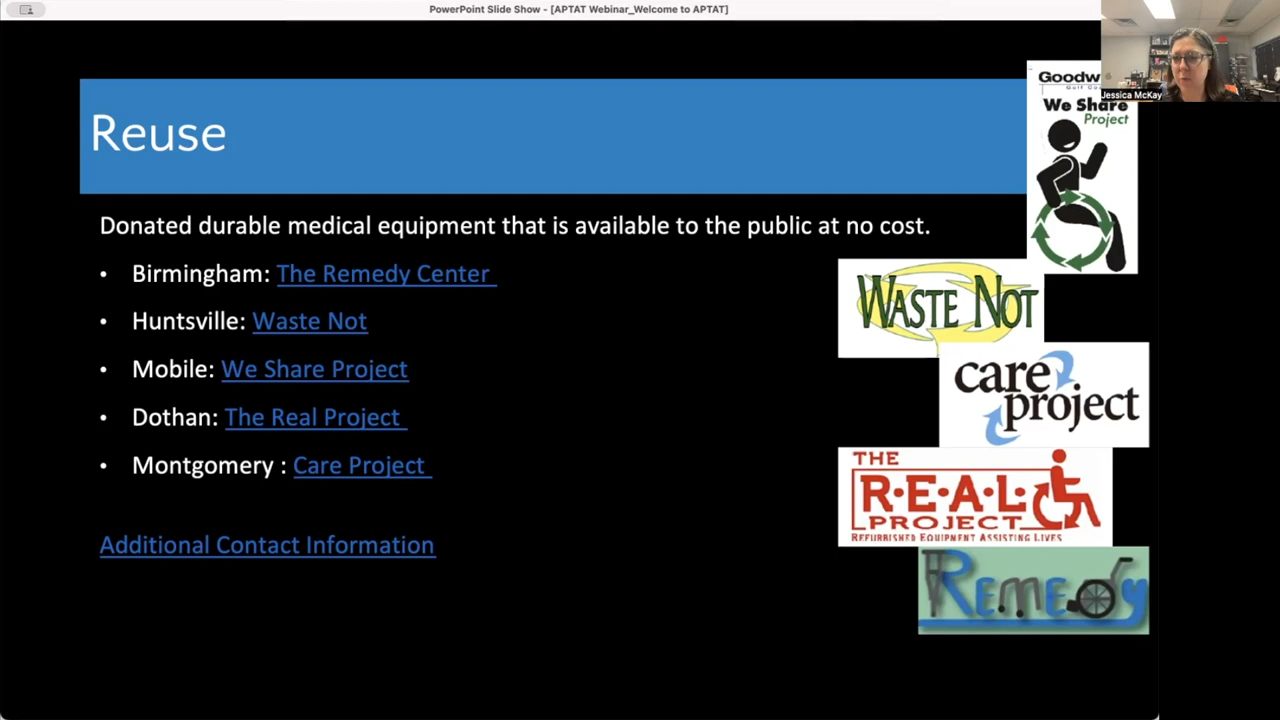 PowerPoint Slide Show - [APTAT Webinar_Welcome to APTAT]
Jessica McKay
Reuse
Donated durable medical equipment that is available to the public at no cost.
• Birmingham: The Remedy Center
• Huntsville: Waste Not
• Mobile: We Share Project
• Dothan: The Real Project
• Montgomery : Care Project
Additional Contact Information
We Share
Project
WASTE NOT
care
project
THE
R·E·A·L·
PROJECT
REFURBISHED EQUIPMENT ASSISTING LIVES
REMEDY